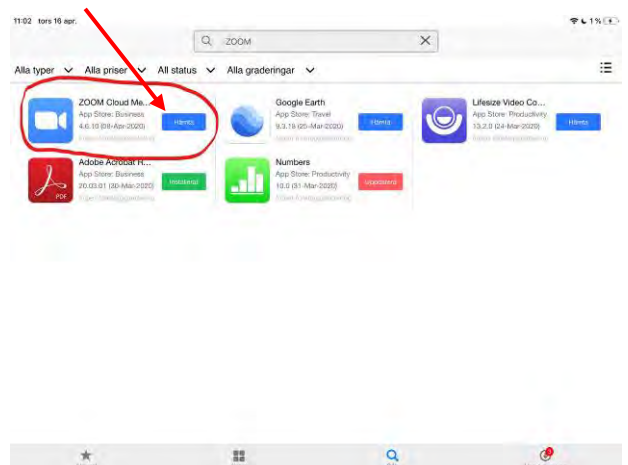 11:02 tors 16 apr.
1%
ZOOM
Alla typer
Alla priser
All status
Alla graderingar
ZOOM Cloud Me...
App Store: Business
4.6.10 (08-Apr-2020)
Hämta
Google Earth
App Store: Travel
9.3.19 (25-Mar-2020)
Hämta
Lifesize Video Co...
App Store: Productivity
13.2.0 (24-Mar-2020)
Hämta
Adobe Acrobat R...
App Store: Business
20.03.01 (30-Mar-2020)
Installerad
PDF
Numbers
App Store: Productivity
10.0 (31-Mar-2020)
Uppdatera